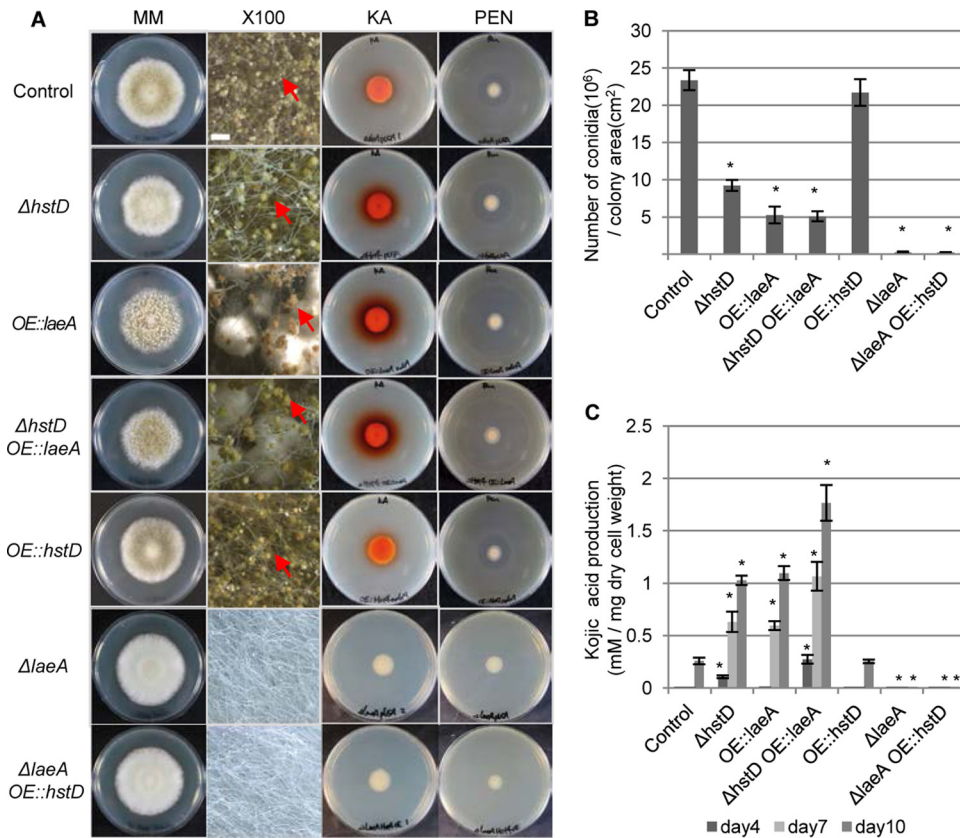 A
MM X100 KA PEN
Control
ΔhstD
OE::laeA
ΔhstD
OE::laeA
OE::hstD
ΔlaeA
ΔlaeA
OE::hstD
B
Number of conidia(10⁶)
/ colony area(cm²)
30
25
20
15
10
5
* * * * *
Control
ΔhstD
OE::laeA
ΔhstD OE::laeA
OE::hstD
ΔlaeA
ΔlaeA OE::hstD
C
Kojic acid production
(mM / mg dry cell weight)
2.5
2
1.5
1
0.5
0
* * * * * * * * * * * *
Control
ΔhstD
OE::laeA
ΔhstD OE::laeA
OE::hstD
ΔlaeA
ΔlaeA OE::hstD
day4 day7 day10